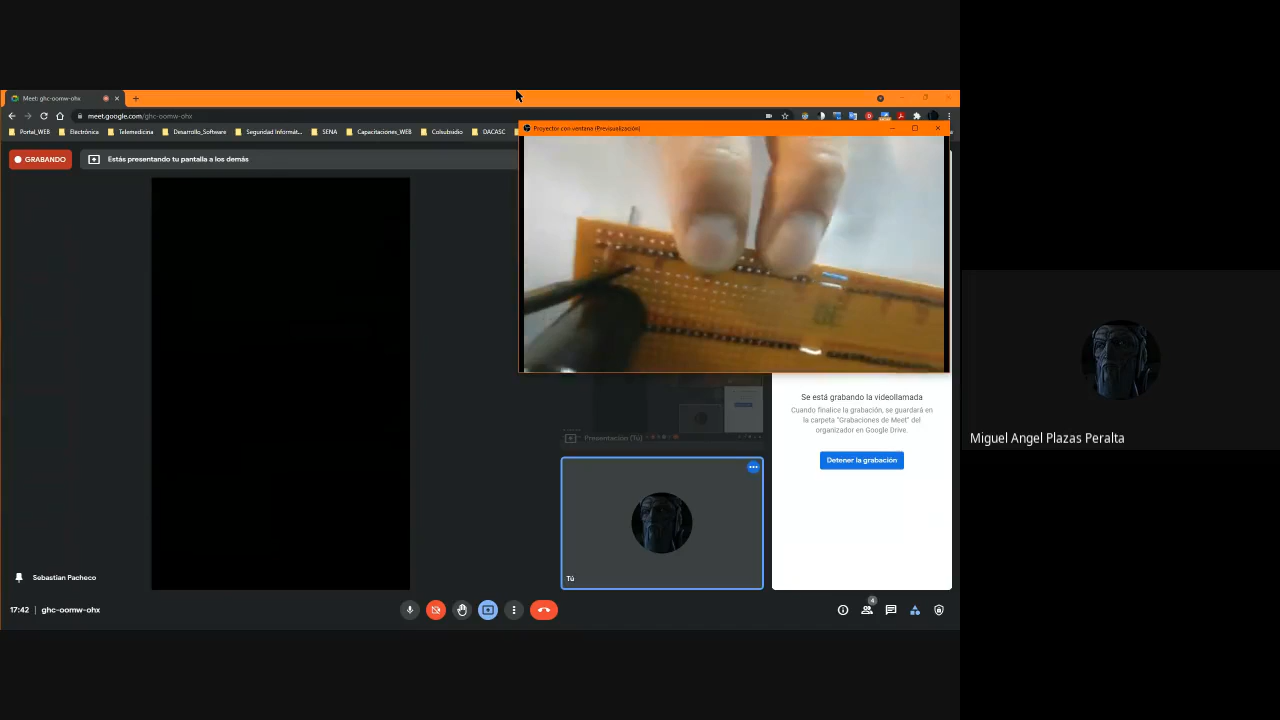 Meet: ghc-oomw-ohx
meet.google.com/ghc-oomw-ohx
Portal_WEB
Electrónica
Telemedicina
Desarrollo_Software
Seguridad Informát...
SENA
Capacitaciones_WEB
Colsubsidio
DACASC
Proyector con ventana (Previsualización)
GRABANDO
Estás presentando tu pantalla a los demás
Se está grabando la videollamada
Cuando finalice la grabación, se guardará en
la carpeta "Grabaciones de Meet" del
organizador en Google Drive.
Presentación (Tú)
Miguel Angel Plazas Peralta
Detener la grabación
Sebastian Pacheco
Tú
17:42 | ghc-oomw-ohx
4